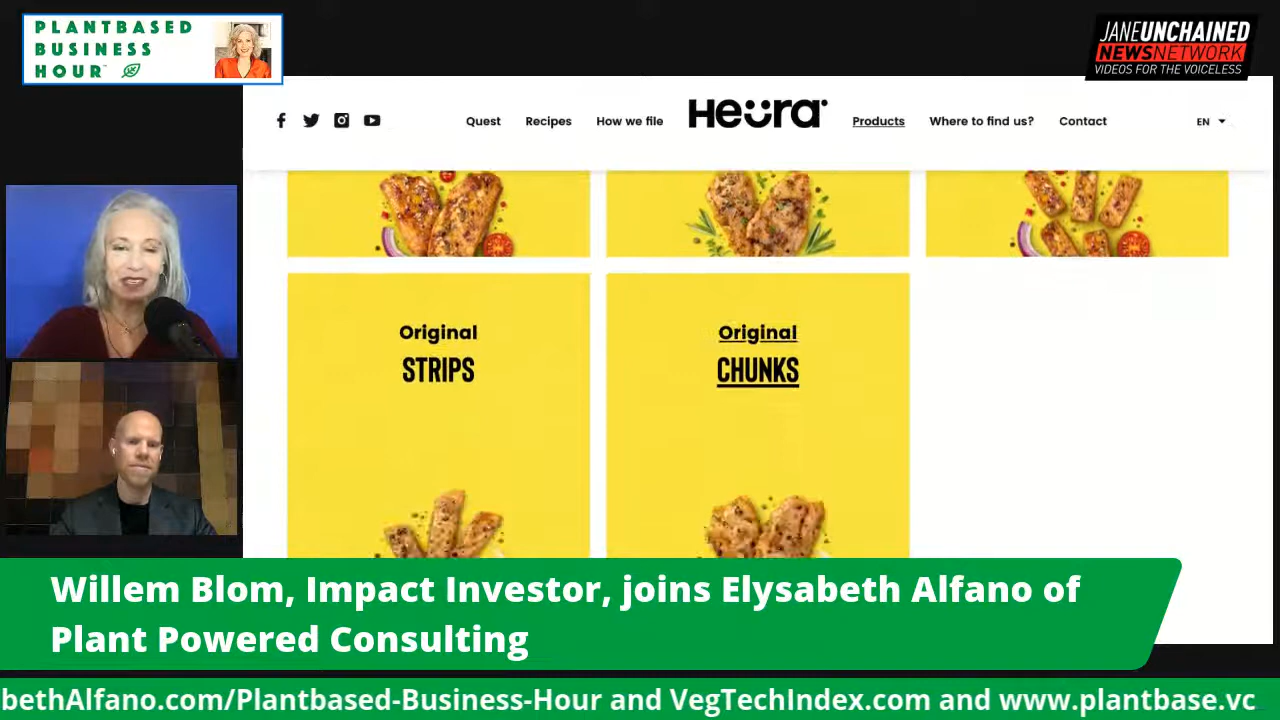 PLANTBASED
BUSINESS
HOUR
JANEUNCHAINED
NEWSNETWORK
VIDEOS FOR THE VOICELESS
Quest Recipes How we file Heüra Products Where to find us? Contact EN
Original
STRIPS
Original
CHUNKS
Willem Blom, Impact Investor, joins Elysabeth Alfano of
Plant Powered Consulting
bethAlfano.com/Plantbased-Business-Hour and VegTechIndex.com and www.plantbase.vc